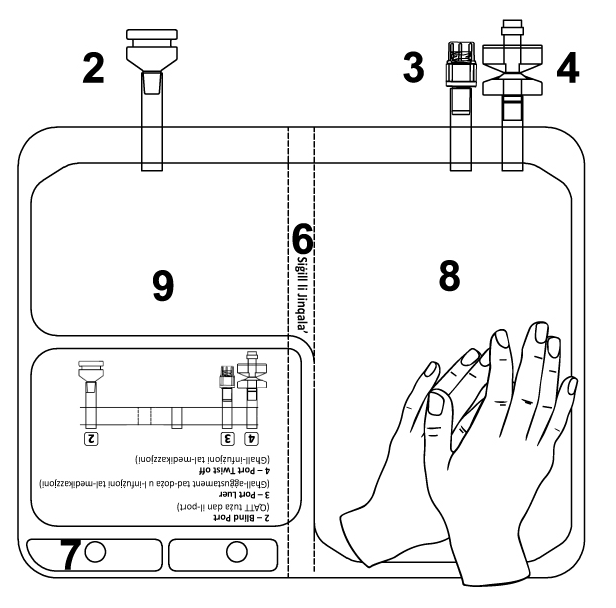 2
3
4
6
Siġill li Jinqala’
9
8
2 – Blind Port
(QATT tuża dan il-port)
3 – Port Luer
(Għall-aġġustament tad-doża u l-infużjoni tal-medikazzjoni)
4 – Port Twist off
(Għall-infużjoni tal-medikazzjoni)
4 3 2
7